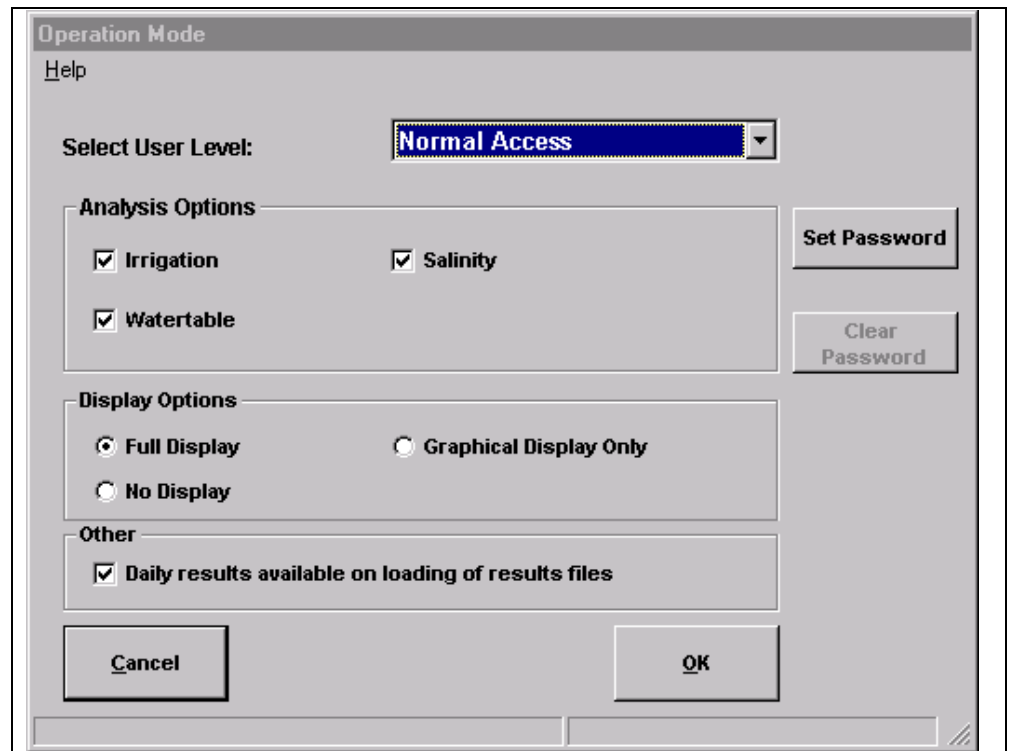 Operation Mode
Help
Select User Level:
Normal Access
Analysis Options
Irrigation
Salinity
Watertable
Set Password
Clear
Password
Display Options
Full Display
Graphical Display Only
No Display
Other
Daily results available on loading of results files
Cancel
OK